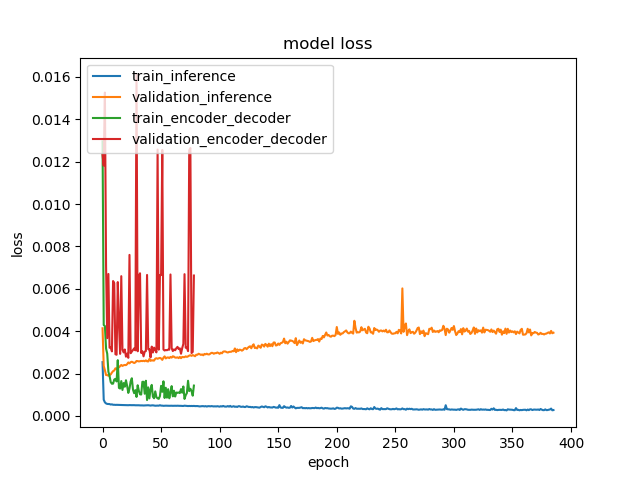 model loss
train_inference
validation_inference
train_encoder_decoder
validation_encoder_decoder
0.016
0.014
0.012
0.010
0.008
0.006
0.004
0.002
0.000
loss
0 50 100 150 200 250 300 350 400
epoch